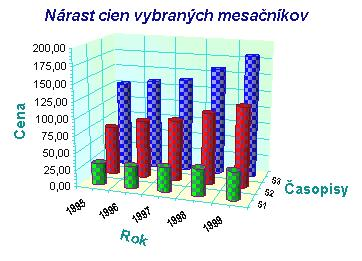 Nárast cien vybraných mesačníkov
200,00
175,00
150,00
125,00
100,00
75,00
50,00
25,00
0,00
Cena
1995
1996
1997
1998
1999
Rok
S3
S2
S1
Časopisy